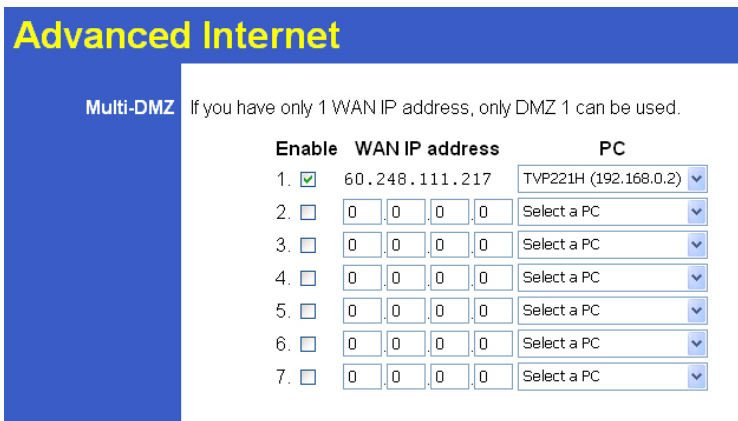 Advanced Internet
Multi-DMZ If you have only 1 WAN IP address, only DMZ 1 can be used.
Enable WAN IP address PC
1. 60.248.111.217 TVP221H (192.168.0.2)
2. 0 .0 .0 .0 Select a PC
3. 0 .0 .0 .0 Select a PC
4. 0 .0 .0 .0 Select a PC
5. 0 .0 .0 .0 Select a PC
6. 0 .0 .0 .0 Select a PC
7. 0 .0 .0 .0 Select a PC